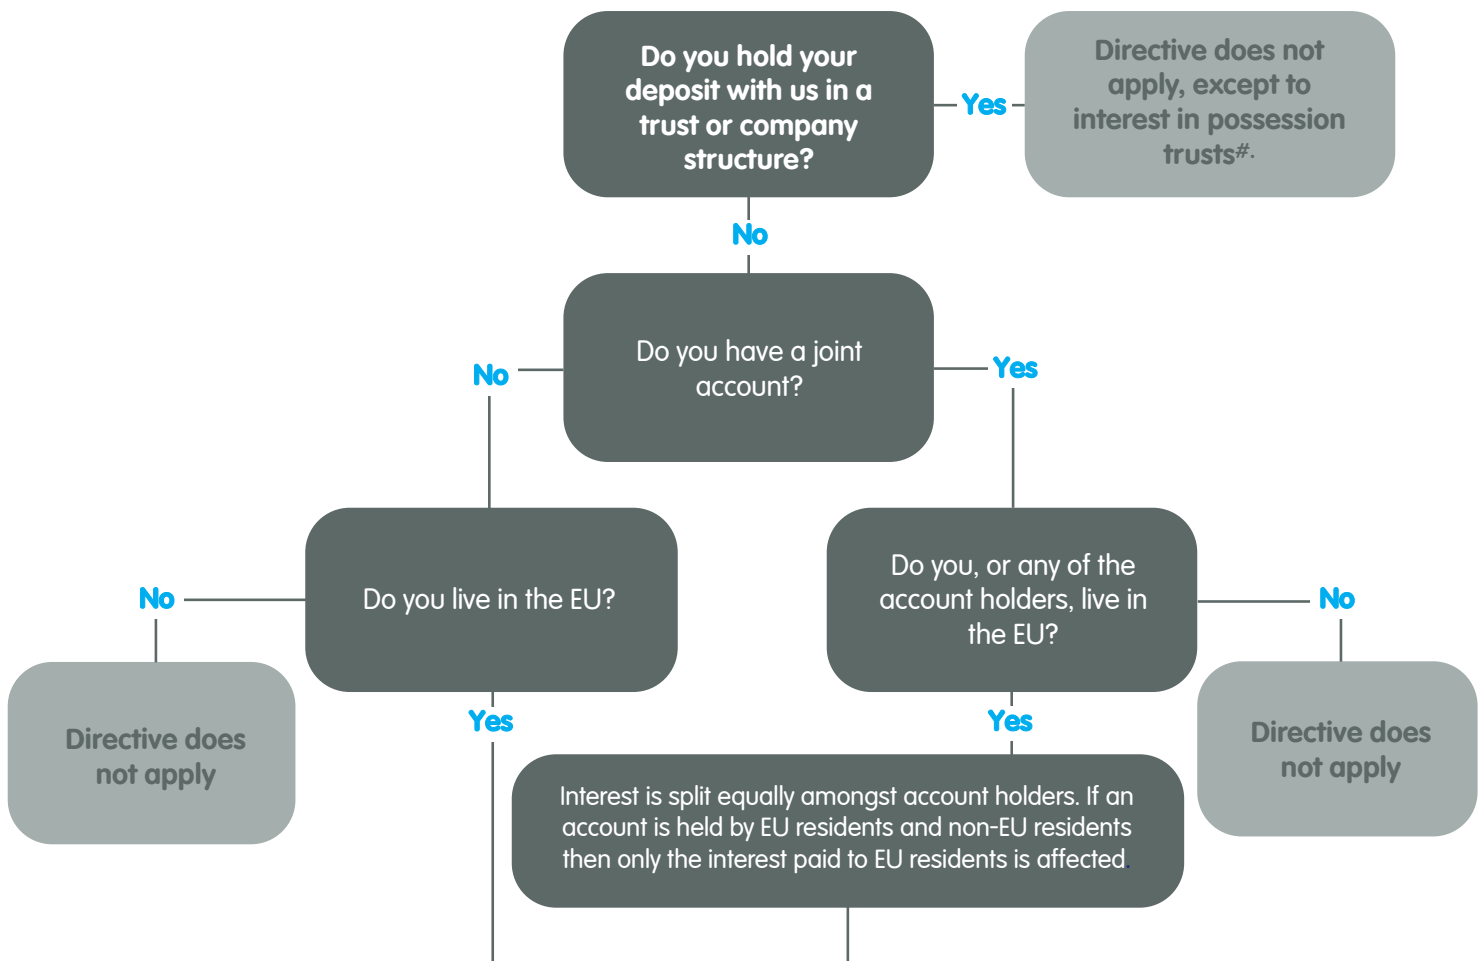 Do you hold your
deposit with us in a
trust or company
structure?
Yes
Directive does not
apply, except to
interest in possession
trusts#.
No
Do you have a joint
account?
No
Yes
Do you live in the EU?
Do you, or any of the
account holders, live in
the EU?
No
No
Directive does
not apply
Yes
Yes
Directive does
not apply
Interest is split equally amongst account holders. If an
account is held by EU residents and non-EU residents
then only the interest paid to EU residents is affected.